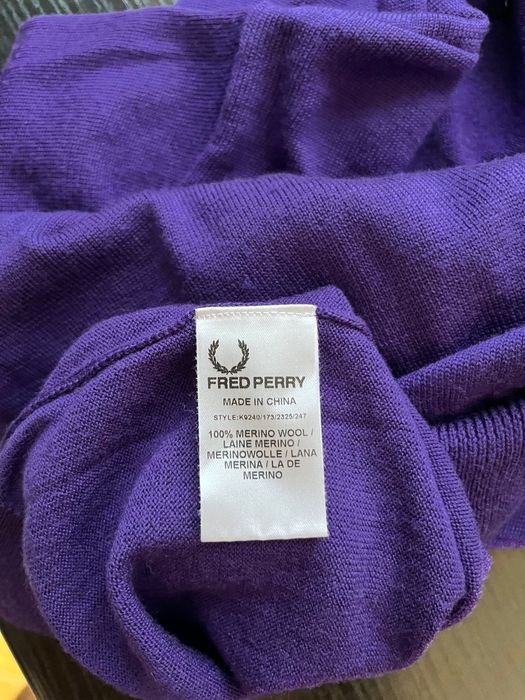 FRED PERRY
MADE IN CHINA
STYLE:K9240/173/2325/247
100% MERINO WOOL /
LAINE MERINO /
MERINOWOLLE / LANA
MERINA / LA DE
MERINO